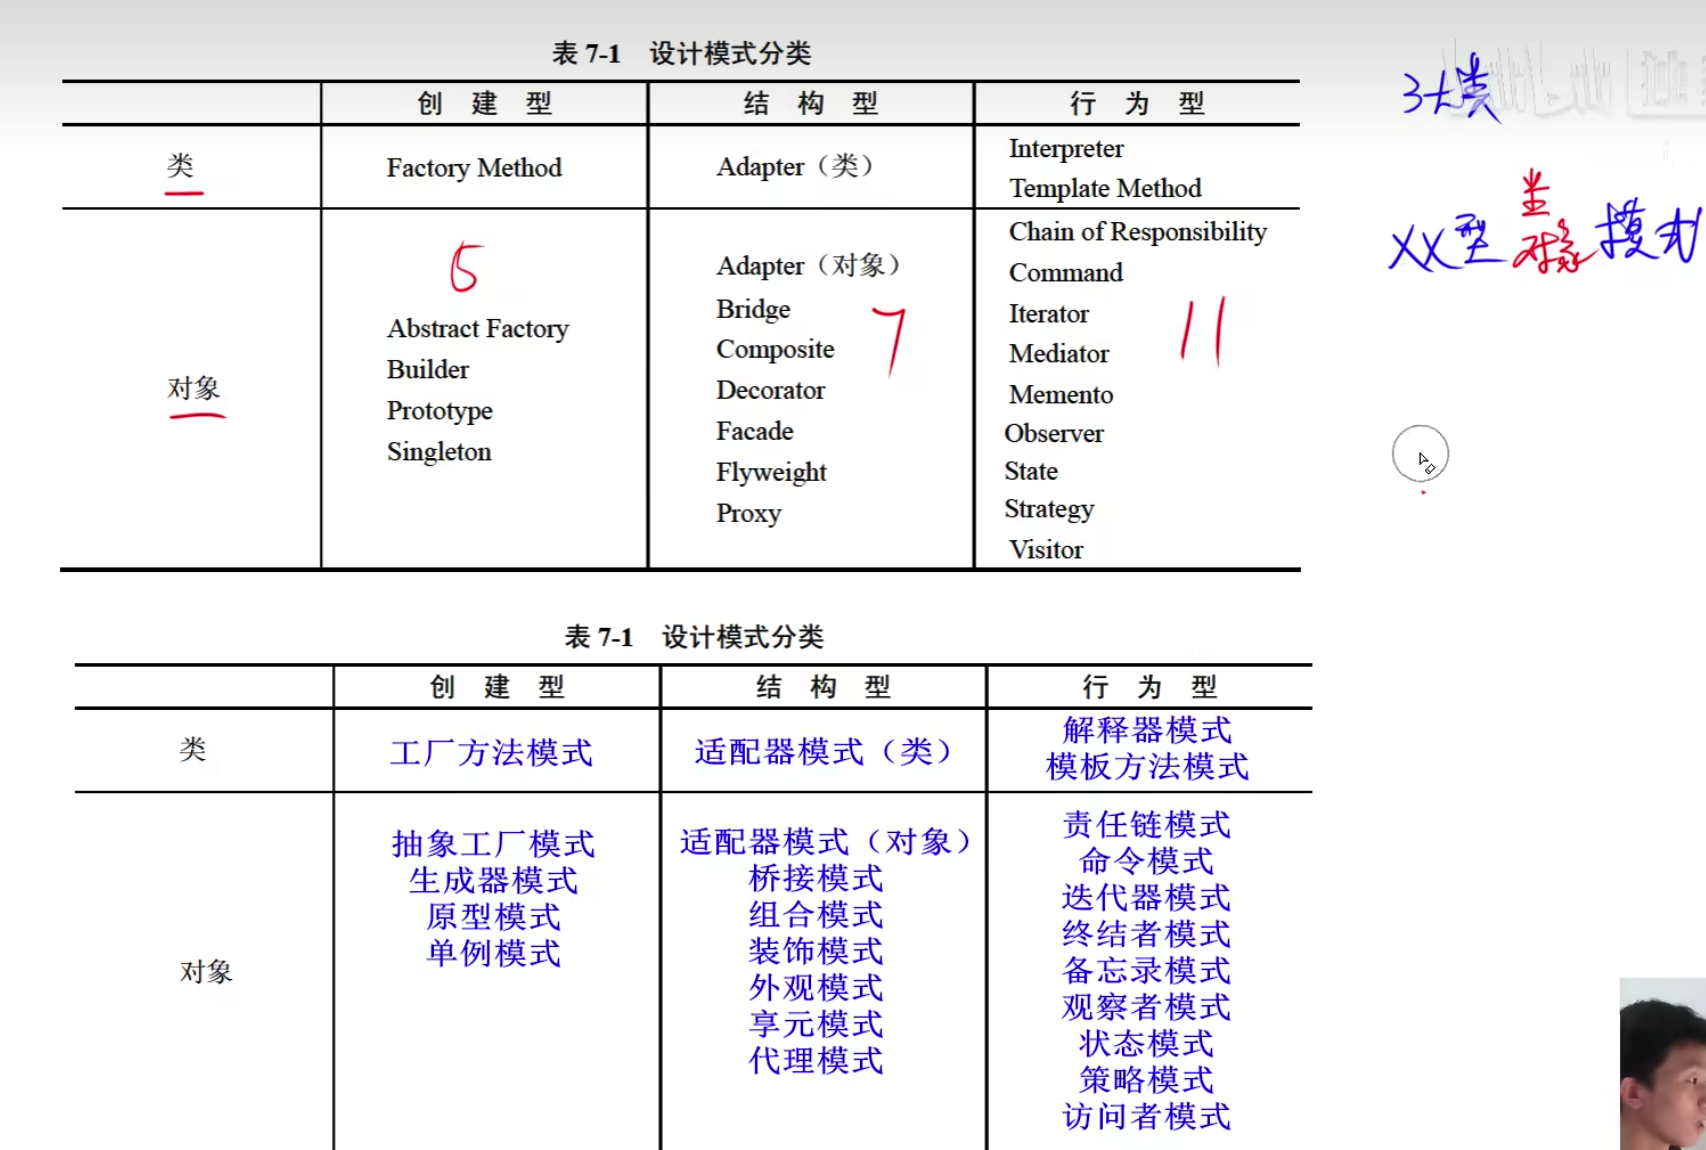 表 7-1 设计模式分类
创 建 型 结 构 型 行 为 型
类 Factory Method Adapter（类） Interpreter
Template Method
对象
5
Abstract Factory
Builder
Prototype
Singleton
Adapter（对象）
Bridge
Composite
Decorator
Facade
Flyweight
Proxy
7
Chain of Responsibility
Command
Iterator
Mediator
Memento
Observer
State
Strategy
Visitor
11
3大类
XX型 类 对象 模式
表 7-1 设计模式分类
创 建 型 结 构 型 行 为 型
类 工厂方法模式 适配器模式（类） 解释器模式
模板方法模式
对象
抽象工厂模式
生成器模式
原型模式
单例模式
适配器模式（对象）
桥接模式
组合模式
装饰模式
外观模式
享元模式
代理模式
责任链模式
命令模式
迭代器模式
终结者模式
备忘录模式
观察者模式
状态模式
策略模式
访问者模式